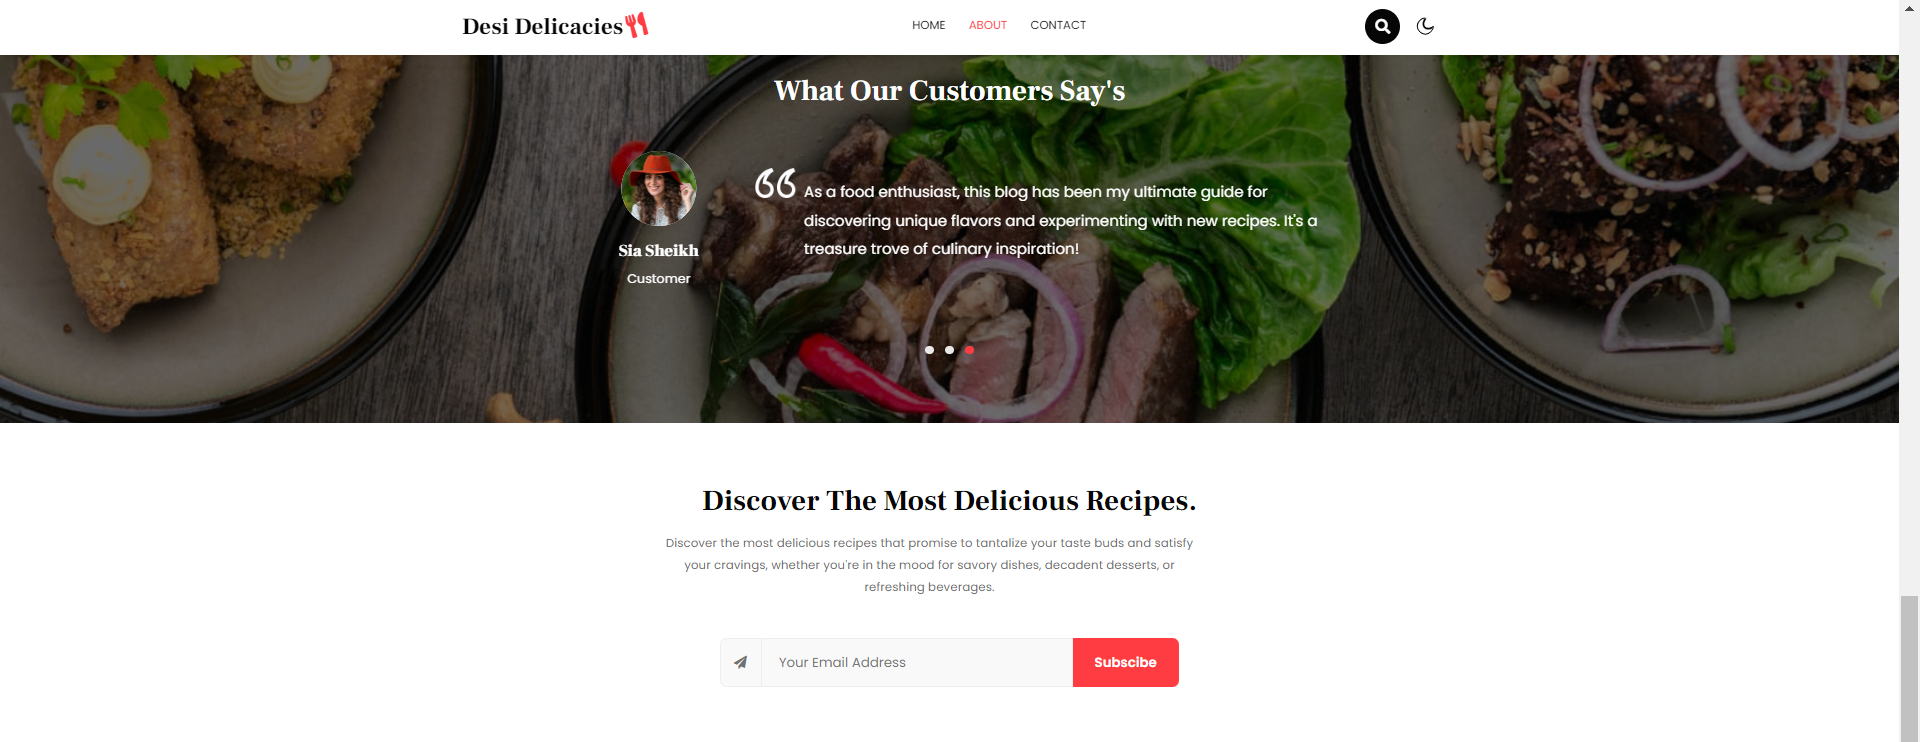 Desi Delicacies
HOME ABOUT CONTACT
What Our Customers Say's
As a food enthusiast, this blog has been my ultimate guide for
discovering unique flavors and experimenting with new recipes. It's a
treasure trove of culinary inspiration!
Sia Sheikh
Customer
Discover The Most Delicious Recipes.
Discover the most delicious recipes that promise to tantalize your taste buds and satisfy
your cravings, whether you're in the mood for savory dishes, decadent desserts, or
refreshing beverages.
Your Email Address
Subscibe